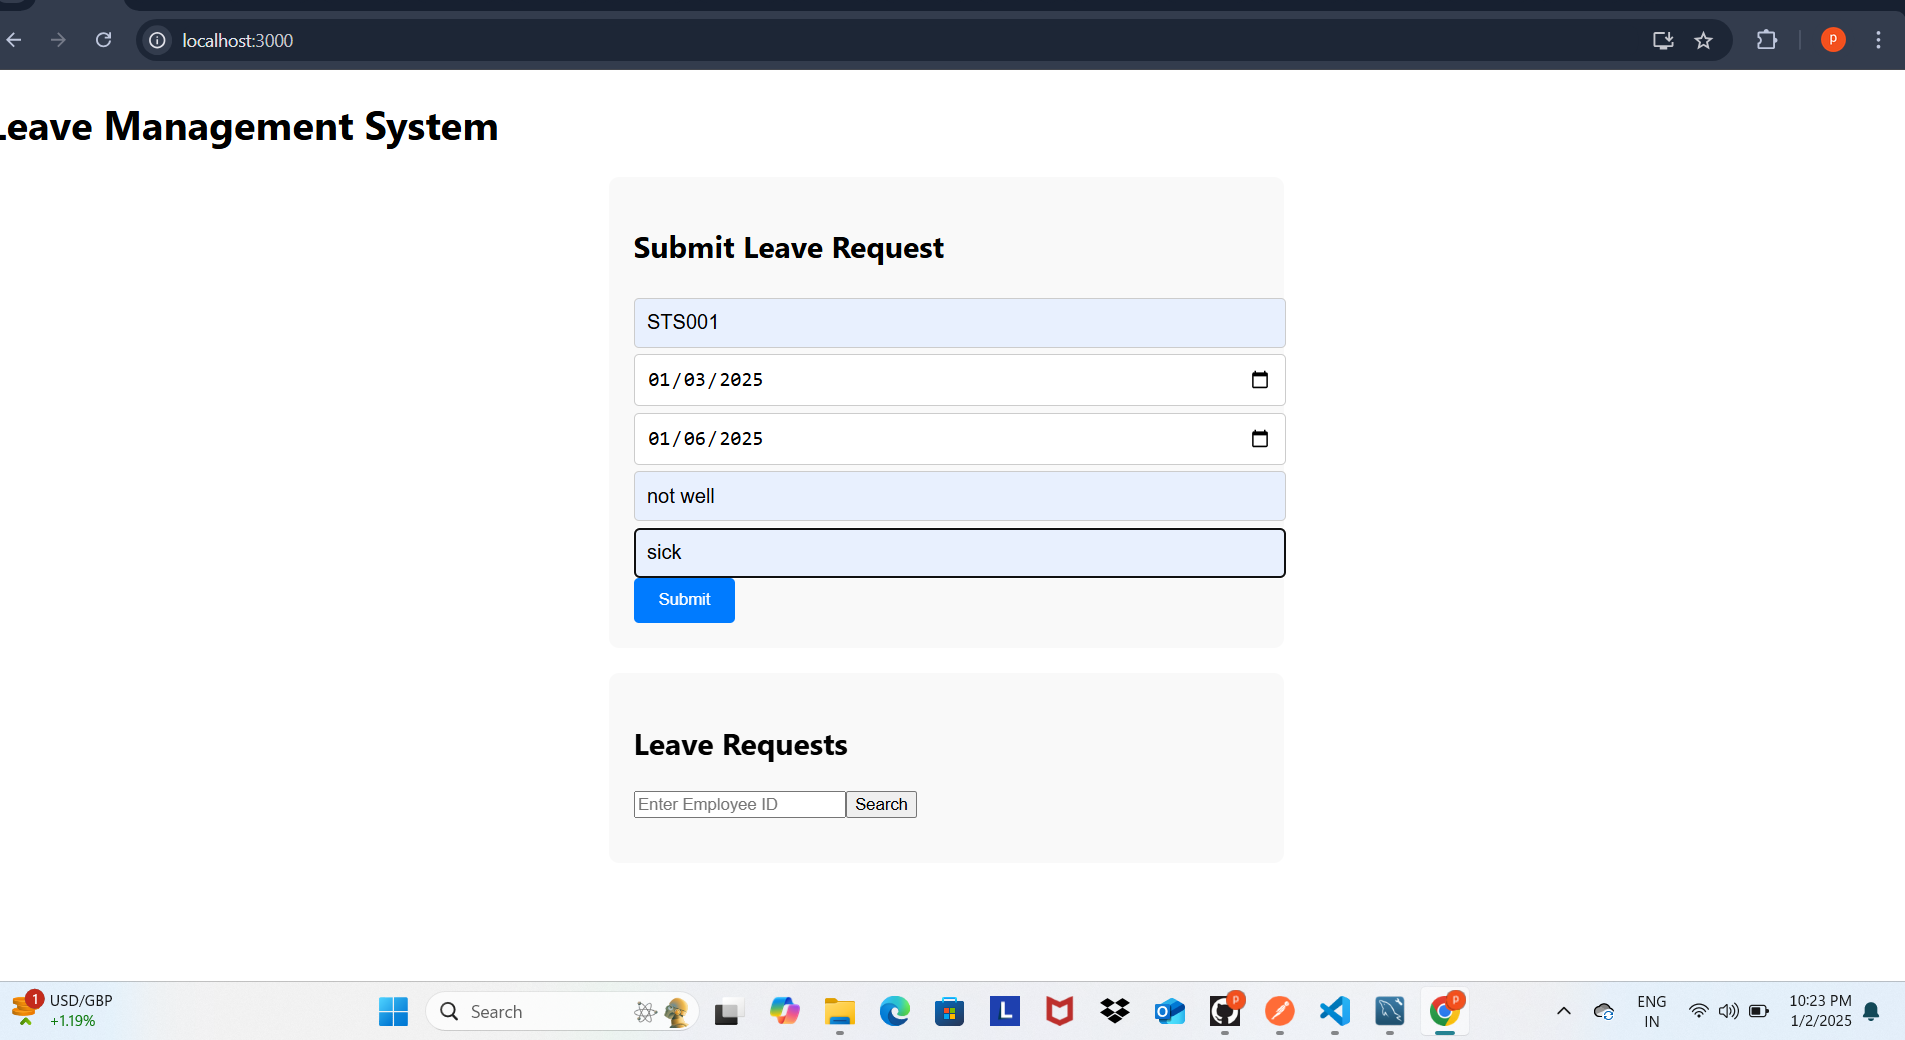 localhost:3000
P
Leave Management System
Submit Leave Request
STS001
01/03/2025
01/06/2025
not well
sick
Submit
Leave Requests
Enter Employee ID
Search
1
USD/GBP
+1.19%
Search
L
O
P
P
ENG
IN
10:23 PM
1/2/2025